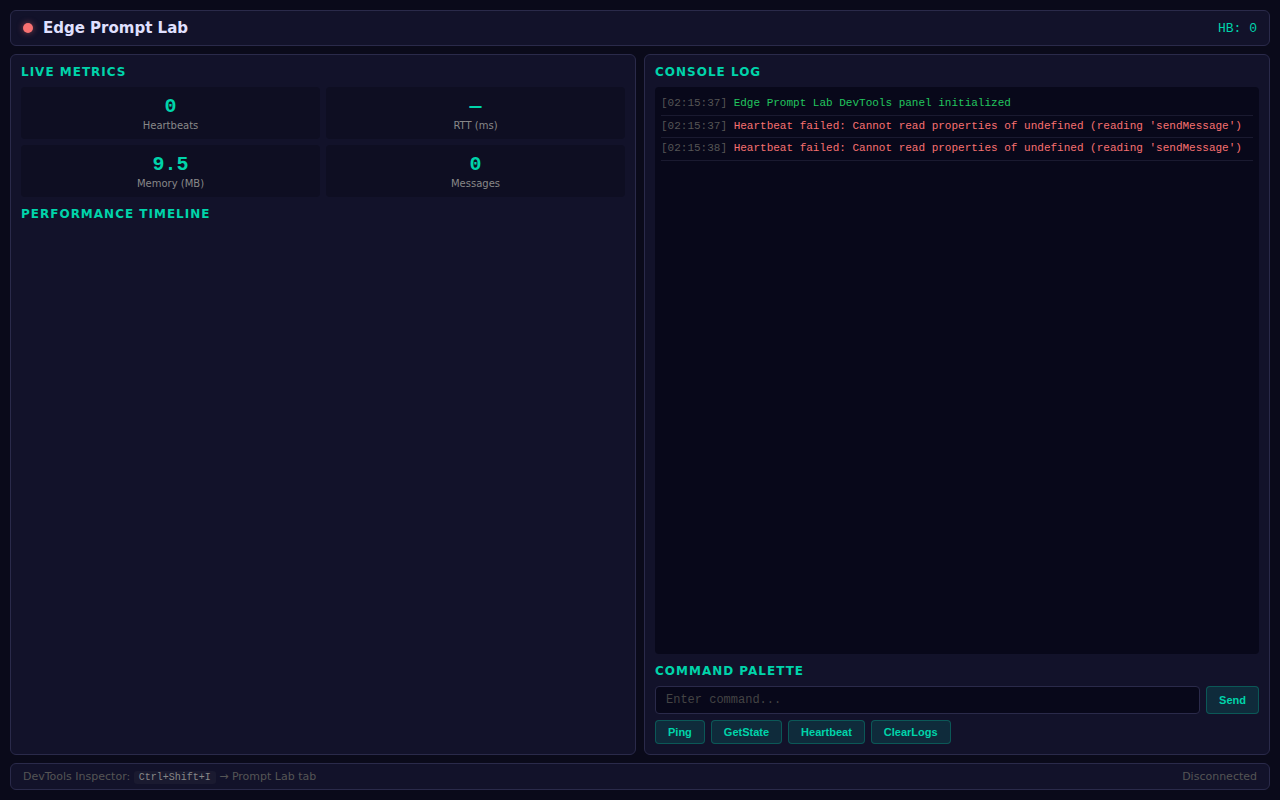 Edge Prompt Lab
HB: 0
LIVE METRICS
0
Heartbeats
—
RTT (ms)
9.5
Memory (MB)
0
Messages
PERFORMANCE TIMELINE
CONSOLE LOG
[02:15:37] Edge Prompt Lab DevTools panel initialized
[02:15:37] Heartbeat failed: Cannot read properties of undefined (reading 'sendMessage')
[02:15:38] Heartbeat failed: Cannot read properties of undefined (reading 'sendMessage')
COMMAND PALETTE
Enter command...
Send
Ping GetState Heartbeat ClearLogs
DevTools Inspector: Ctrl+Shift+I → Prompt Lab tab
Disconnected